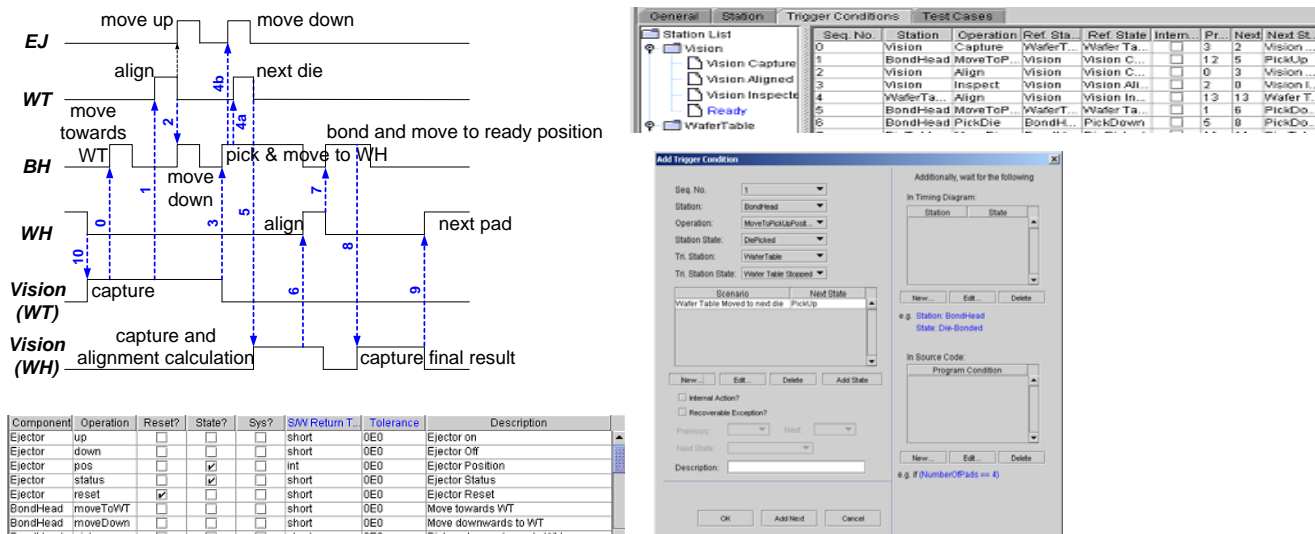 move up
move down
EJ
align
next die
4b
WT
move
towards
WT
2
4a
bond and move to ready position
BH
pick & move to WH
move
down
1
3
5
7
align
next pad
WH
0
10
8
6
9
Vision
(WT)
capture
capture and
alignment calculation
Vision
(WH)
capture final result
Component Operation Reset? State? Sys? S/W Return T... Tolerance Description
Ejector up short 0E0 Ejector on
Ejector down short 0E0 Ejector Off
Ejector pos int 0E0 Ejector Position
Ejector status short 0E0 Ejector Status
Ejector reset short 0E0 Ejector Reset
BondHead moveToWT short 0E0 Move towards WT
BondHead moveDown short 0E0 Move downwards to WT
General Station Trigger Conditions Test Cases
Station List
Vision
Vision Capture
Vision Aligned
Vision Inspecte
Ready
WaferTable
Seq. No. Station Operation Ref. Sta... Ref. State Intern... Pr... Next Next St...
0 Vision Capture WaferT... Wafer Ta... 3 2 Vision ...
1 BondHead MoveToP... Vision Vision C... 12 5 PickUp
2 Vision Align Vision Vision C... 0 3 Vision ...
3 Vision Inspect Vision Vision Ali... 2 0 Vision I...
4 WaferTa... Align Vision Vision In... 13 13 Wafer T...
5 BondHead MoveToP... WaferT... Wafer Ta... 1 6 PickDo...
6 BondHead PickDie BondH... PickDown 5 8 PickDo...
Add Trigger Condition
Seq. No. 1
Station: BondHead
Operation: MoveToPickUpPosit...
Station State: DiePicked
Tri. Station: WaferTable
Tri. Station State: Wafer Table Stopped
Scenario Next State
Wafer Table Moved to next die PickUp
New... Edit... Delete Add State
Internal Action?
Recoverable Exception?
Previous: Next:
Next State:
Description:
OK Add Next Cancel
Additionally, wait for the following
In Timing Diagram:
Station State
New... Edit... Delete
e.g. Station: BondHead
State: Die-Bonded
In Source Code:
Program Condition
New... Edit... Delete
e.g. if (NumberOfPads == 4)